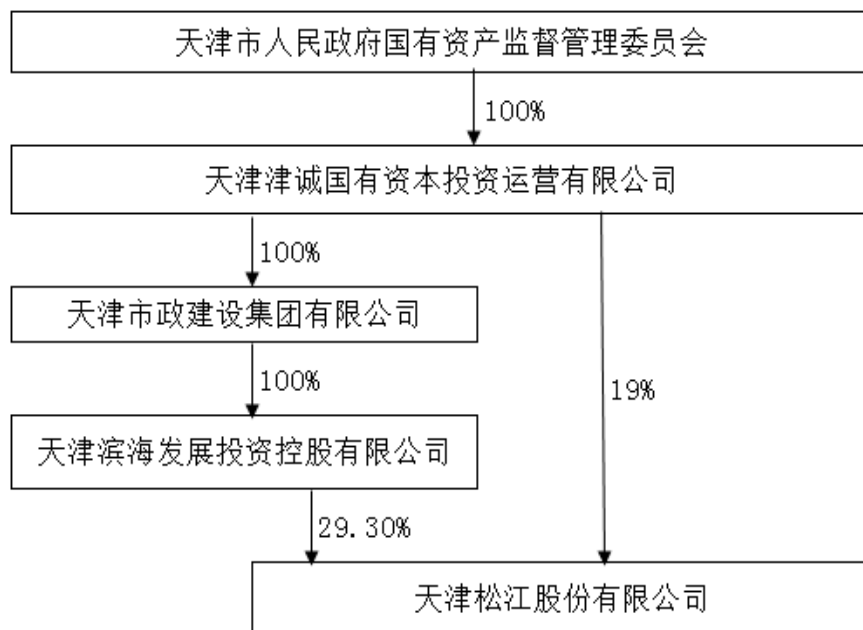 天津市人民政府国有资产监督管理委员会
100%
天津津诚国有资本投资运营有限公司
100%
天津市政建设集团有限公司
100%
19%
天津滨海发展投资控股有限公司
29.30%
天津松江股份有限公司